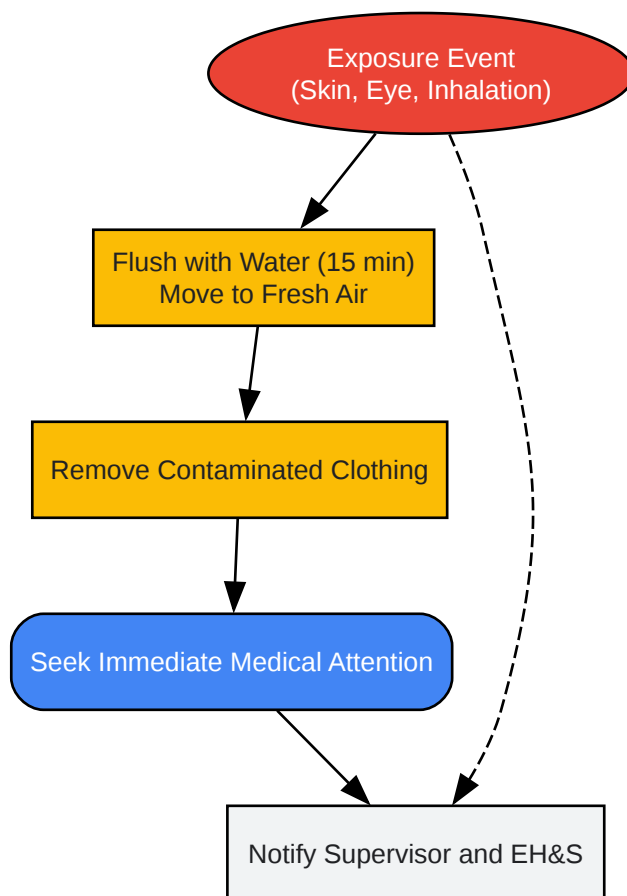 Exposure Event
(Skin, Eye, Inhalation)
Flush with Water (15 min)
Move to Fresh Air
Remove Contaminated Clothing
Seek Immediate Medical Attention
Notify Supervisor and EH&S